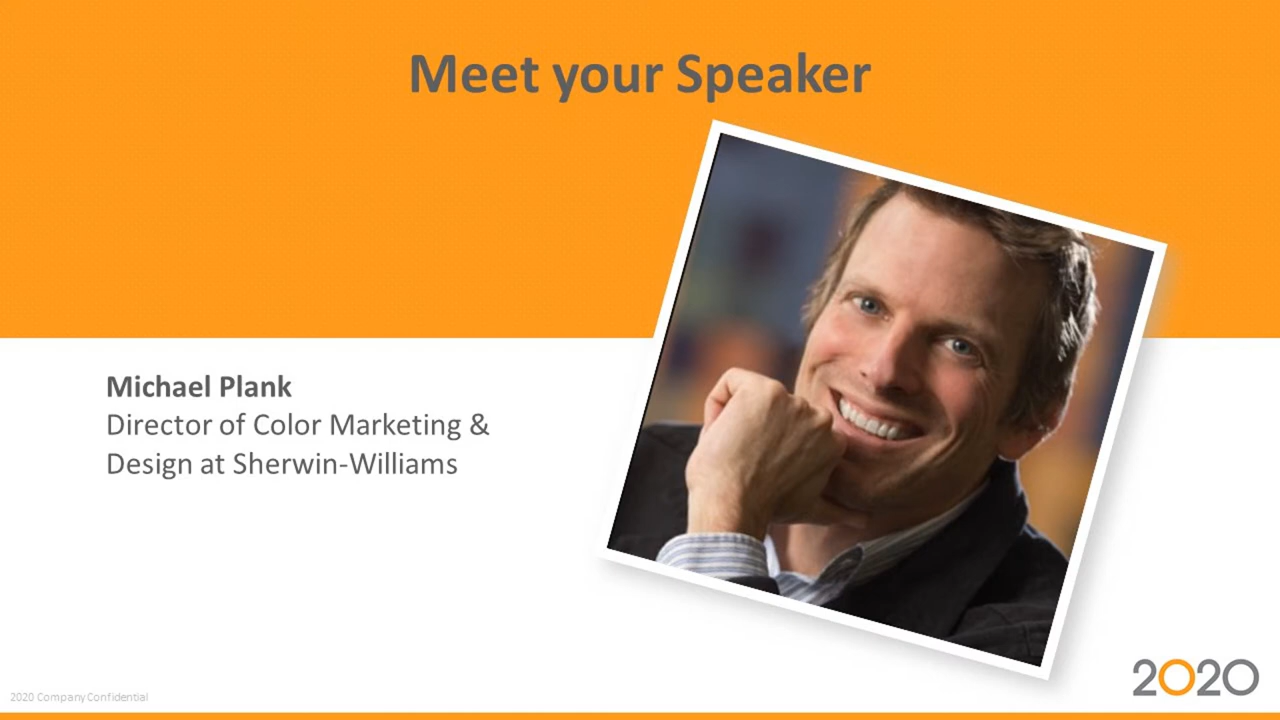 Meet your Speaker
Michael Plank
Director of Color Marketing &
Design at Sherwin-Williams
2020 Company Confidential
2020